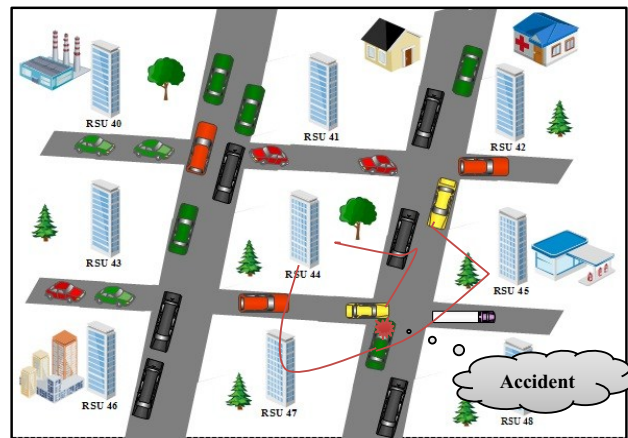 RSU 40
RSU 41
RSU 42
RSU 43
RSU 44
RSU 45
RSU 46
RSU 47
RSU 48
Accident